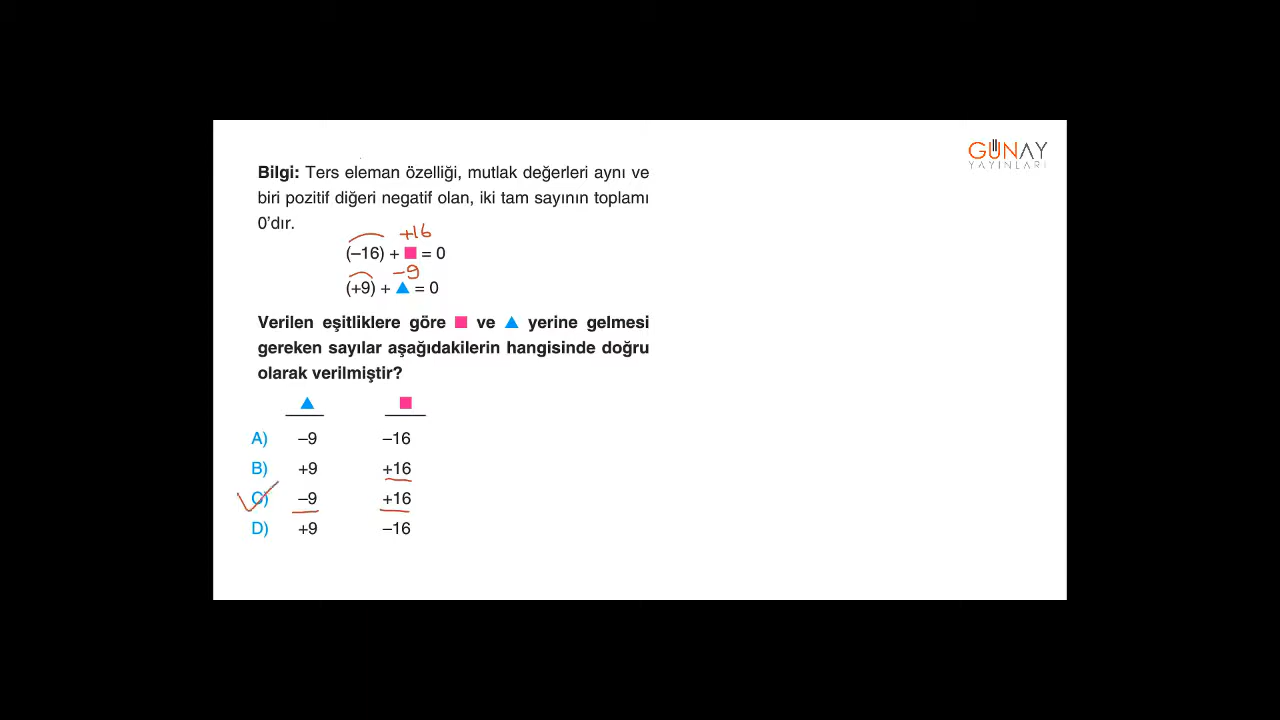 GÜNAY
YAYINLARI
Bilgi: Ters eleman özelliği, mutlak değerleri aynı ve
biri pozitif diğeri negatif olan, iki tam sayının toplamı
0'dır.
+16
(–16) + ■ = 0
–9
(+9) + ▲ = 0
Verilen eşitliklere göre ■ ve ▲ yerine gelmesi
gereken sayılar aşağıdakilerin hangisinde doğru
olarak verilmiştir?
▲ ■
A) –9 –16
B) +9 +16
C) –9 +16
D) +9 –16